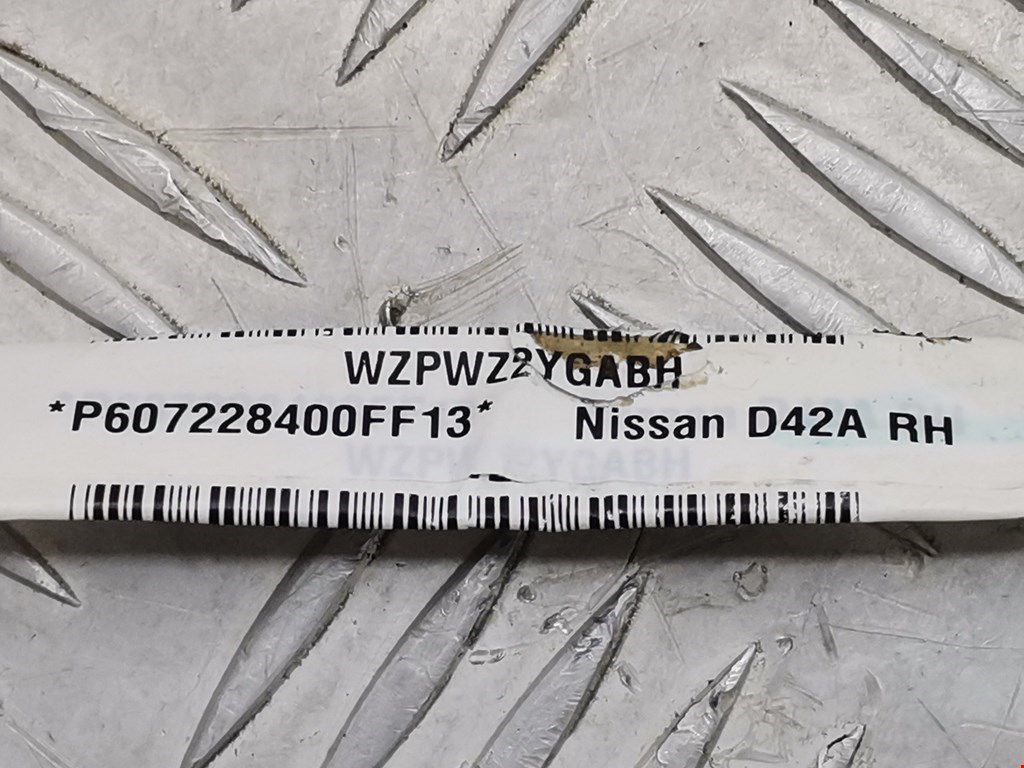 WZPWZ2YGABH
*P607228400FF13* Nissan D42A RH